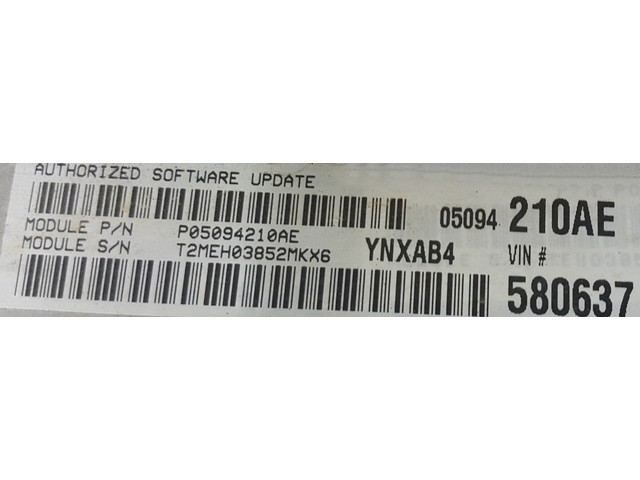 AUTHORIZED SOFTWARE UPDATE
05094 210AE
MODULE P/N P05094210AE
MODULE S/N T2MEH03852MKX6
YNXAB4 VIN #
580637